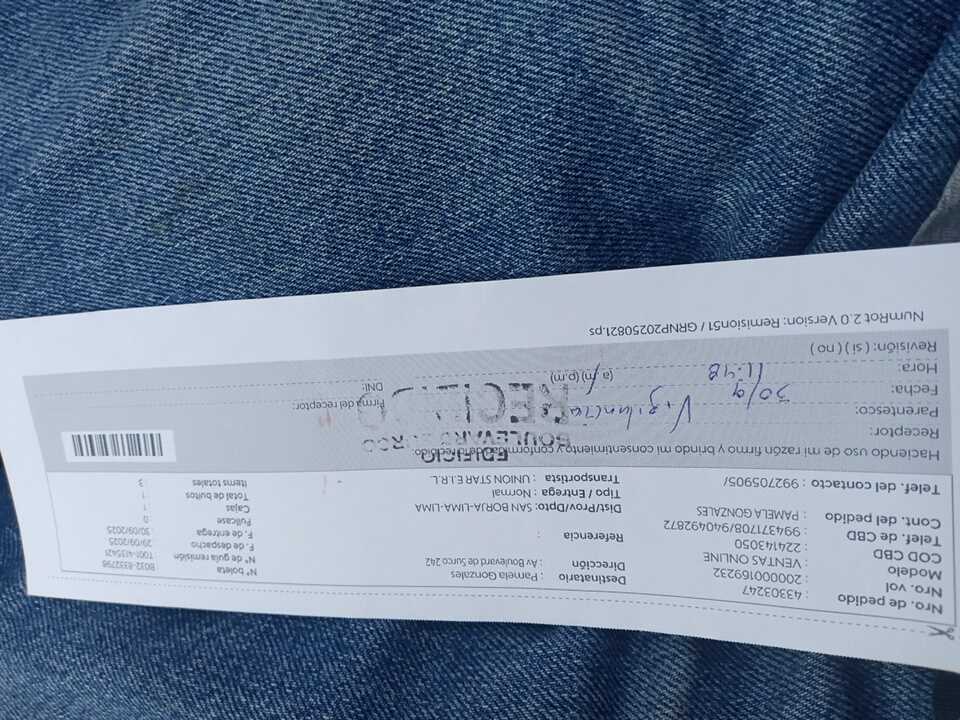 Nro. de pedido : 43303247
Nro. vol : 200000169232
Modelo : VENTAS ONLINE
COD CBD : 224143050
Telef. de CBD : 994371708/940492872
Cont. del pedido : PAMELA GONZALES
Telef. del contacto : 992705905/
Destinatario : Pamela Gonzales
Dirección : Av Boulevard de Surco 242
Referencia :
Dist/Prov/Dpto: SAN BORJA-LIMA-LIMA
Tipo / Entrega : Normal
Transportista : UNION STAR E.I.R.L.
N° boleta : B032-8332798
N° de guía remisión : T001-4135421
F. de despacho : 29/09/2025
F. de entrega : 30/09/2025
Fullcase : 0
Cajas : 1
Total de bultos : 1
Items totales : 3
Haciendo uso de mi razón firmo y brindo mi consentimiento y conformidad de lo recibido.
Receptor:
Parentesco: Vigilancia
Fecha: 30/9
Hora: 11:48 (a (m) (p.m)
Revisión: ( si ) ( ) no )
Firma del receptor:
DNI:
EDIFICIO
BOULEVARD SURCO
RECIBIDO
NumRot 2.0 Version: Remision51 / GRNP20250821.ps